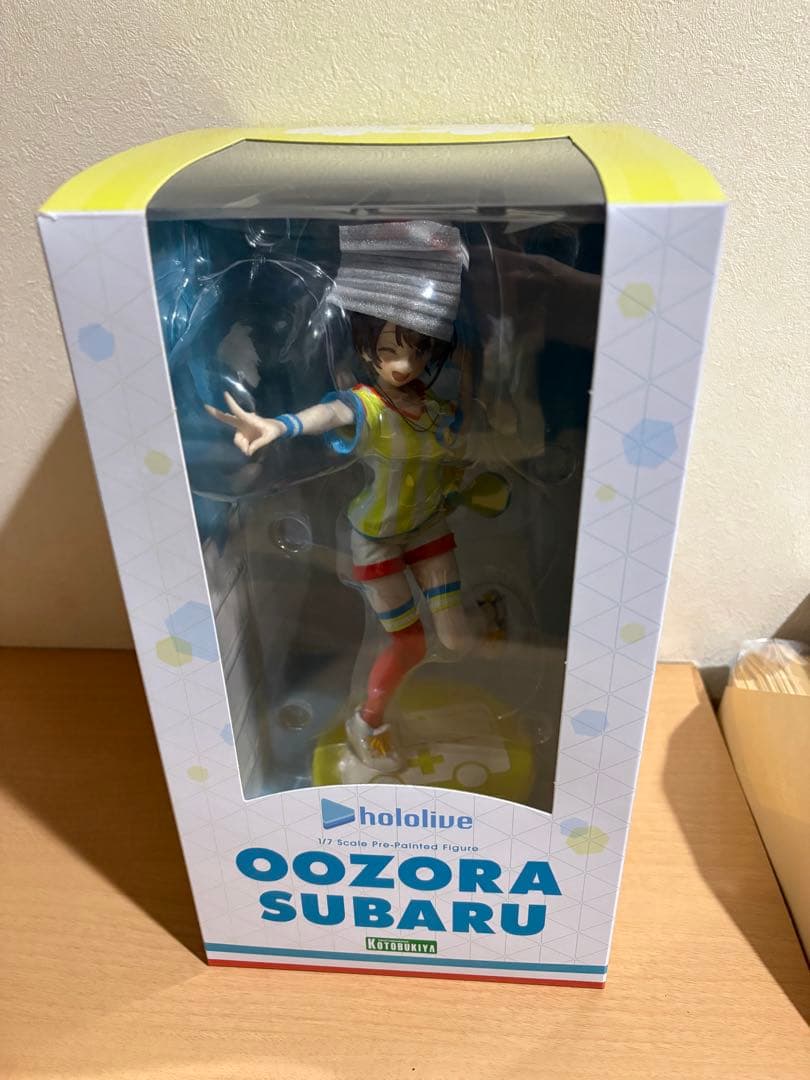 hololive
1/7 Scale Pre-Painted Figure
OOZORA
SUBARU
KOTOBUKIYA